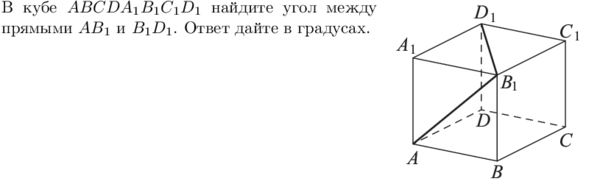 В кубе ABCDA₁B₁C₁D₁ найдите угол между
прямыми AB₁ и B₁D₁. Ответ дайте в градусах.
D₁
C₁
A₁
B₁
D
C
A
B